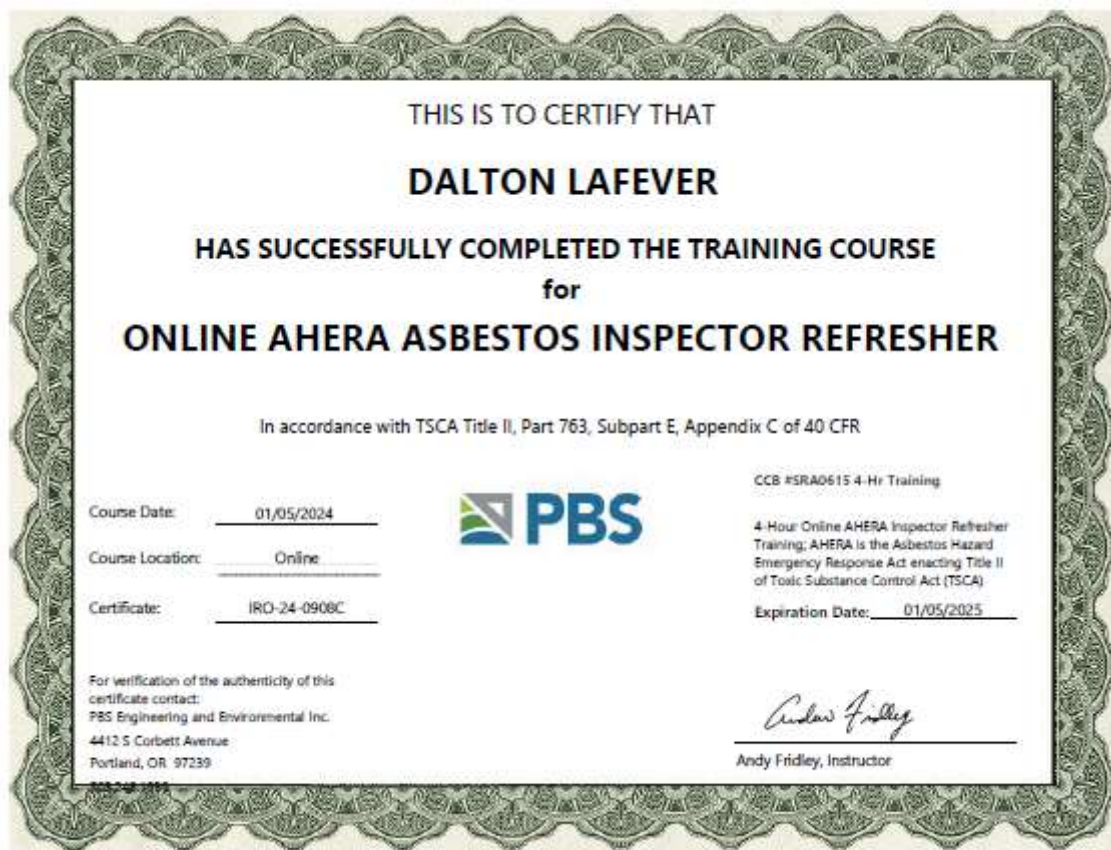 THIS IS TO CERTIFY THAT
DALTON LAFEVER
HAS SUCCESSFULLY COMPLETED THE TRAINING COURSE
for
ONLINE AHERA ASBESTOS INSPECTOR REFRESHER
In accordance with TSCA Title II, Part 763, Subpart E, Appendix C of 40 CFR
Course Date: 01/05/2024
Course Location: Online
Certificate: IRO-24-0908C
PBS
CCB #SRA0615 4-Hr Training
4-Hour Online AHERA Inspector Refresher
Training; AHERA is the Asbestos Hazard
Emergency Response Act enacting Title II
of Toxic Substance Control Act (TSCA)
Expiration Date: 01/05/2025
For verification of the authenticity of this
certificate contact:
PBS Engineering and Environmental Inc.
4412 S Corbett Avenue
Portland, OR 97239
Andy Fridley, Instructor